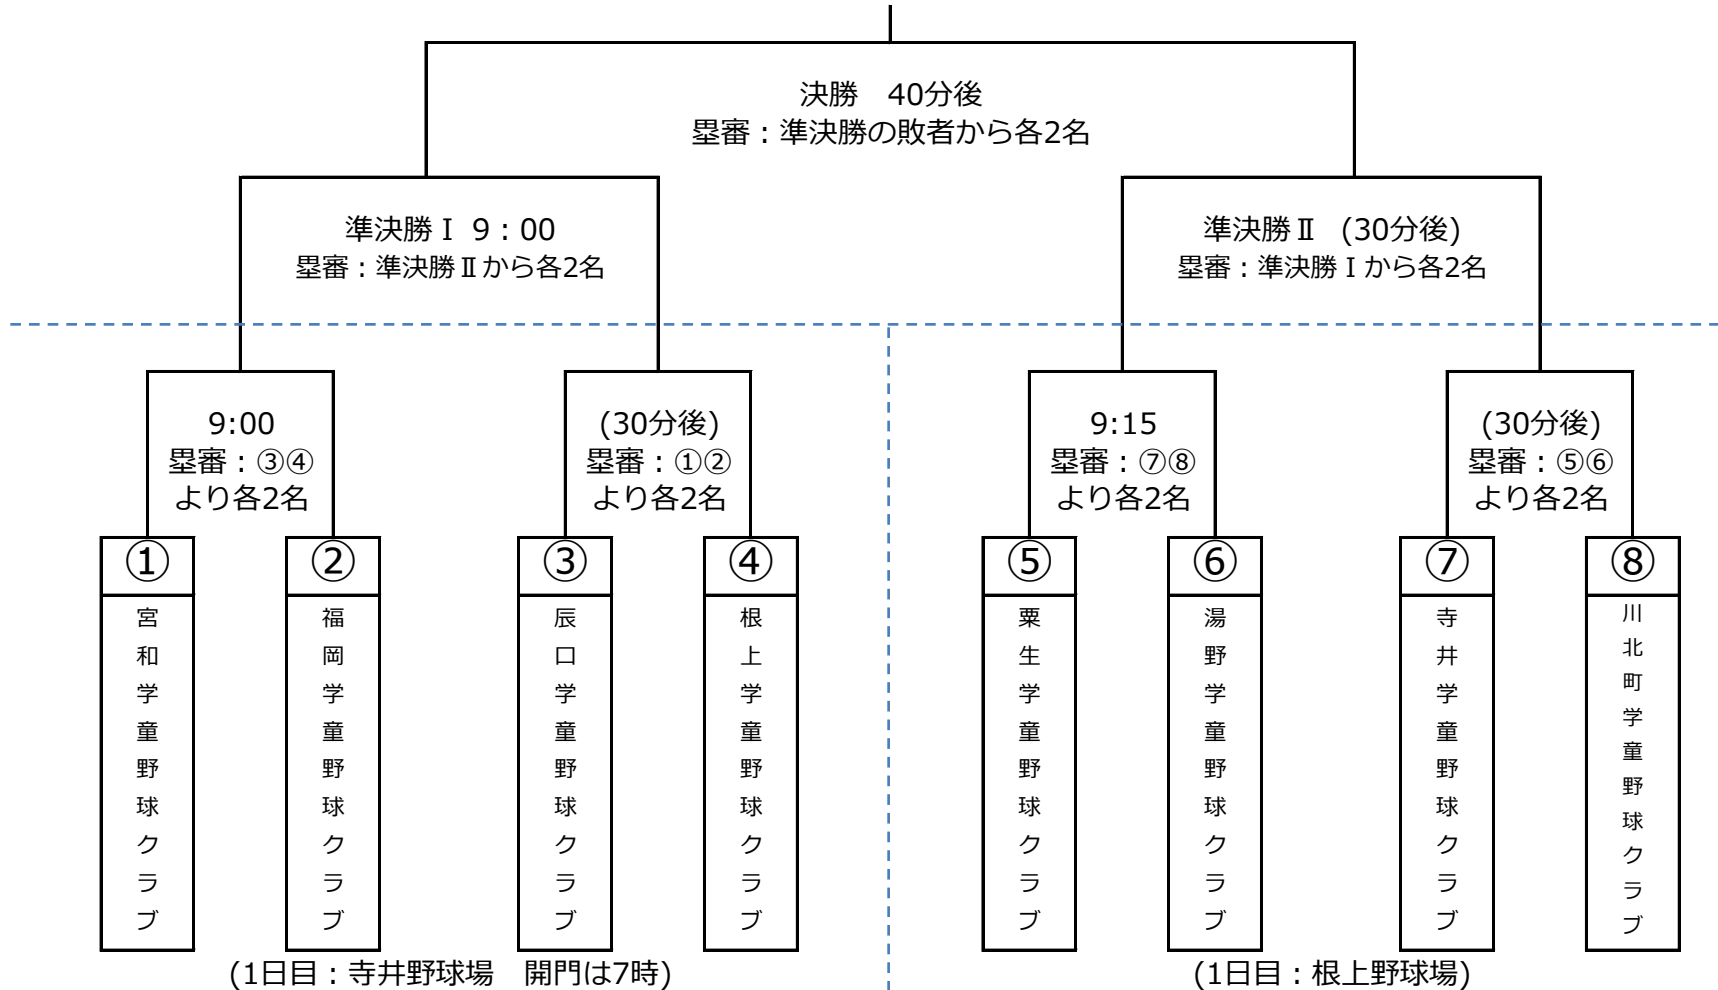 決勝　40分後
塁審：準決勝の敗者から各2名
準決勝Ⅰ 9：00
塁審：準決勝Ⅱから各2名
準決勝Ⅱ (30分後)
塁審：準決勝Ⅰから各2名
9:00
塁審：③④
より各2名
(30分後)
塁審：①②
より各2名
9:15
塁審：⑦⑧
より各2名
(30分後)
塁審：⑤⑥
より各2名
①
宮和学童野球クラブ
②
福岡学童野球クラブ
③
辰口学童野球クラブ
④
根上学童野球クラブ
⑤
粟生学童野球クラブ
⑥
湯野学童野球クラブ
⑦
寺井学童野球クラブ
⑧
川北町学童野球クラブ
(1日目：寺井野球場　開門は7時)
(1日目：根上野球場)